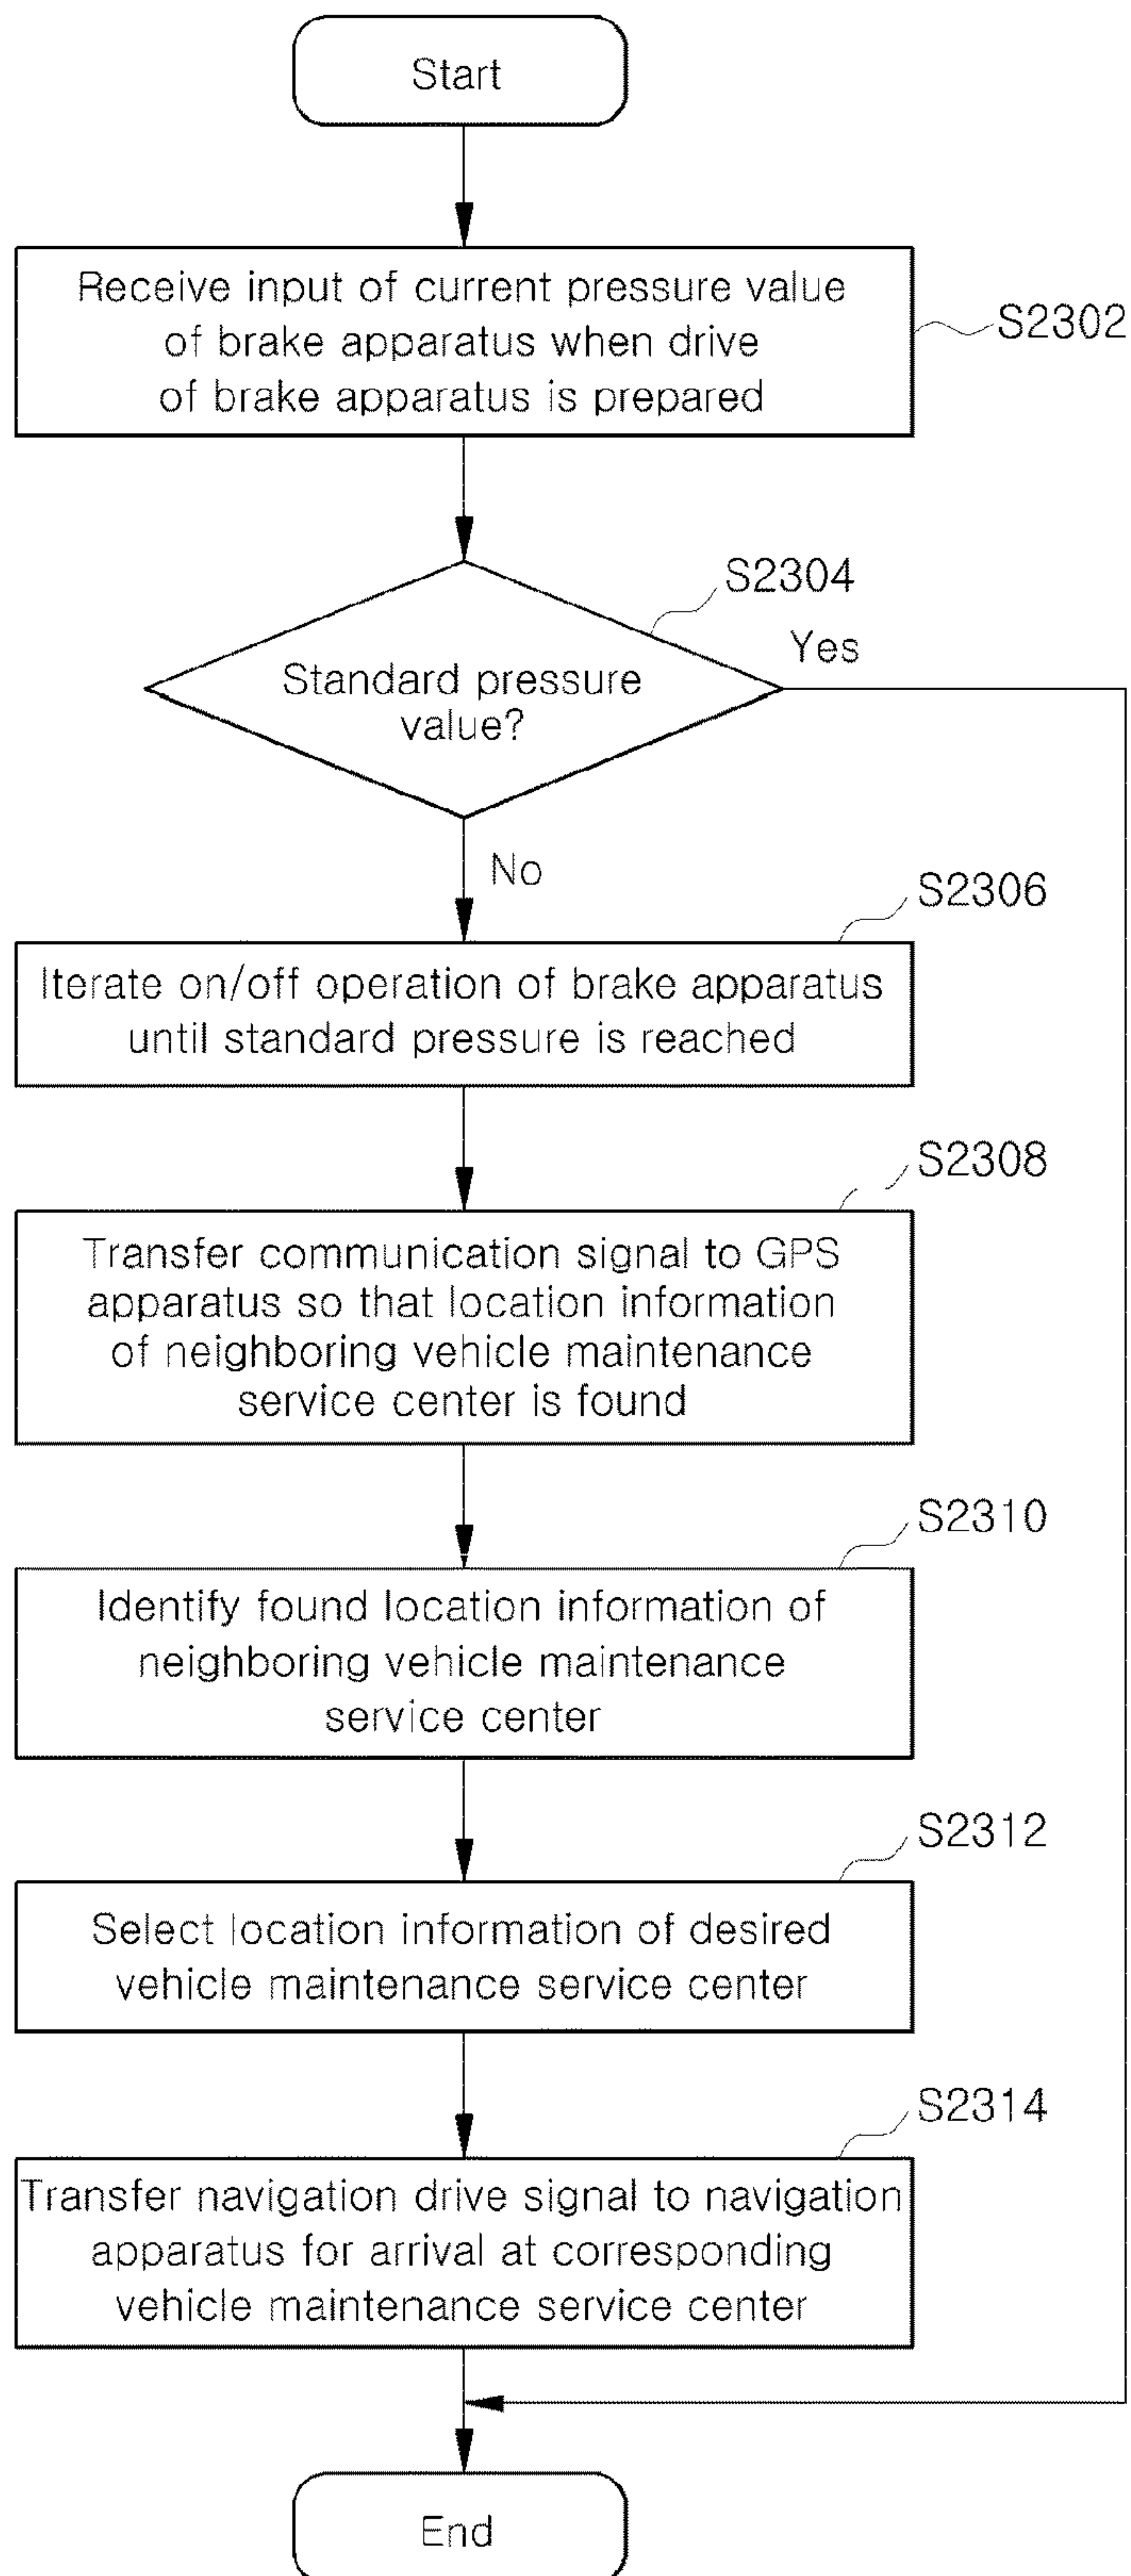 Start
Receive input of current pressure value
of brake apparatus when drive
of brake apparatus is prepared
S2302
S2304
Yes
Standard pressure
value?
No
S2306
Iterate on/off operation of brake apparatus
until standard pressure is reached
S2308
Transfer communication signal to GPS
apparatus so that location information
of neighboring vehicle maintenance
service center is found
S2310
Identify found location information of
neighboring vehicle maintenance
service center
S2312
Select location information of desired
vehicle maintenance service center
S2314
Transfer navigation drive signal to navigation
apparatus for arrival at corresponding
vehicle maintenance service center
End